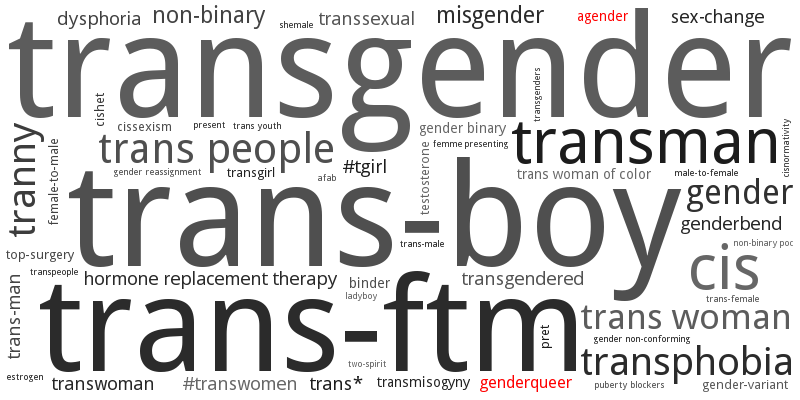 dysphoria
non-binary
shemale
transsexual
misgender
agender
sex-change
transgender
cishet
transgenders
cissexism
present
trans youth
gender binary
femme presenting
transman
cisnormativity
tranny
female-to-male
trans people
#tgirl
gender reassignment
transgirl
afab
testosterone
trans woman of color
male-to-female
trans-boy
gender
genderbend
trans-male
non-binary poc
top-surgery
cis
transpeople
hormone replacement therapy
binder
transgendered
ladyboy
trans-female
trans-man
trans-ftm
pret
trans woman
gender non-conforming
transphobia
two-spirit
estrogen
transwoman
#transwomen
trans*
transmisogyny
genderqueer
puberty blockers
gender-variant